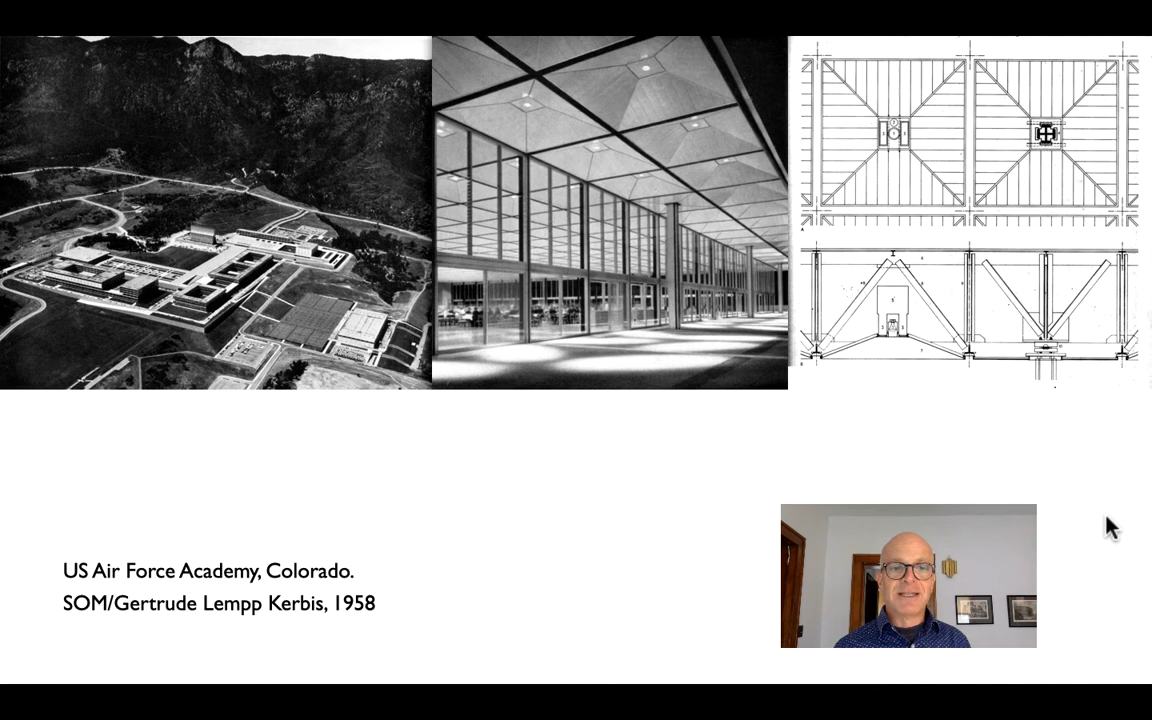 US Air Force Academy, Colorado.
SOM/Gertrude Lempp Kerbis, 1958